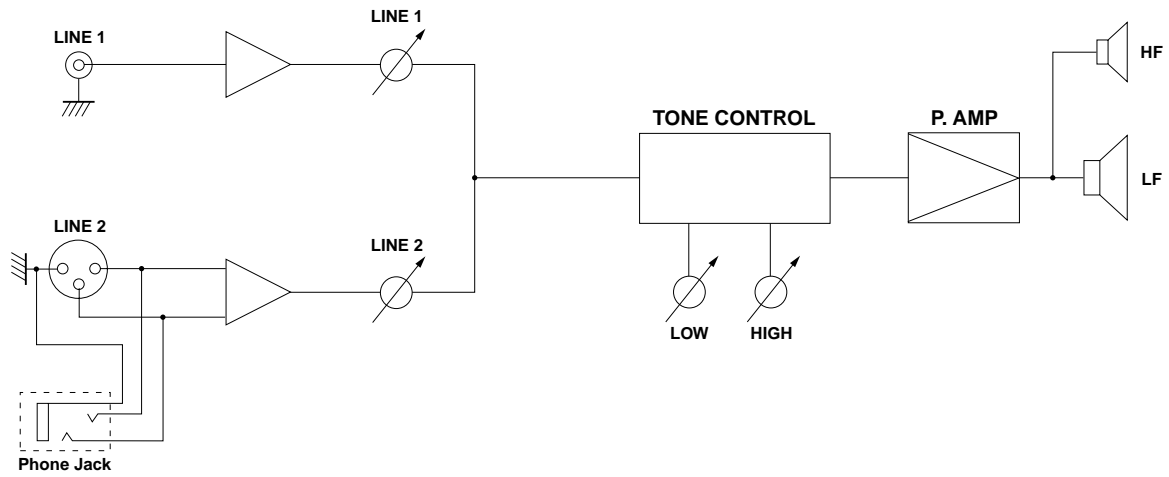 LINE 1
LINE 1
HF
TONE CONTROL
P. AMP
LF
LINE 2
LINE 2
LOW
HIGH
Phone Jack